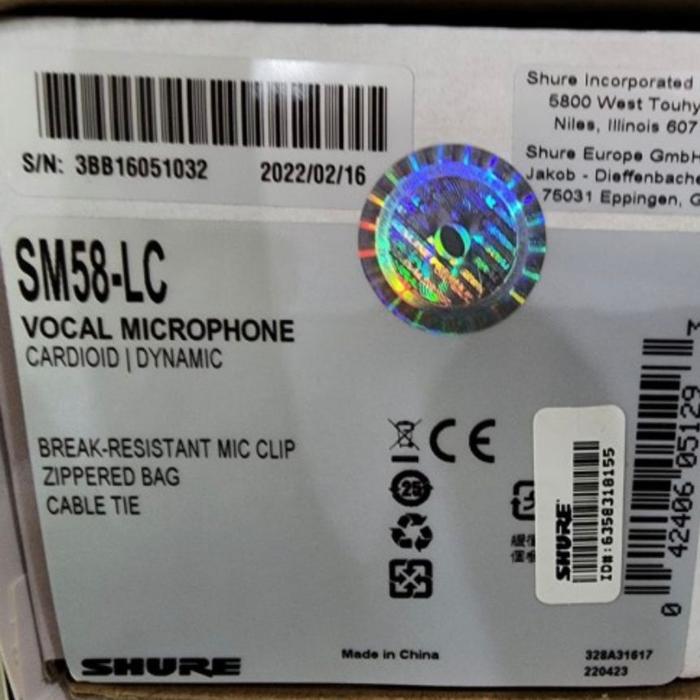 S/N: 3BB16051032
2022/02/16
Shure Incorporated
5800 West Touhy
Niles, Illinois 607
Shure Europe GmbH
Jakob - Dieffenbache
75031 Eppingen, G
SM58-LC
VOCAL MICROPHONE
CARDIOID | DYNAMIC
BREAK-RESISTANT MIC CLIP
ZIPPERED BAG
CABLE TIE
CE
25
SHURE
ID#:6358318155
0 42406 05129
SHURE
Made in China
328A31617
220423